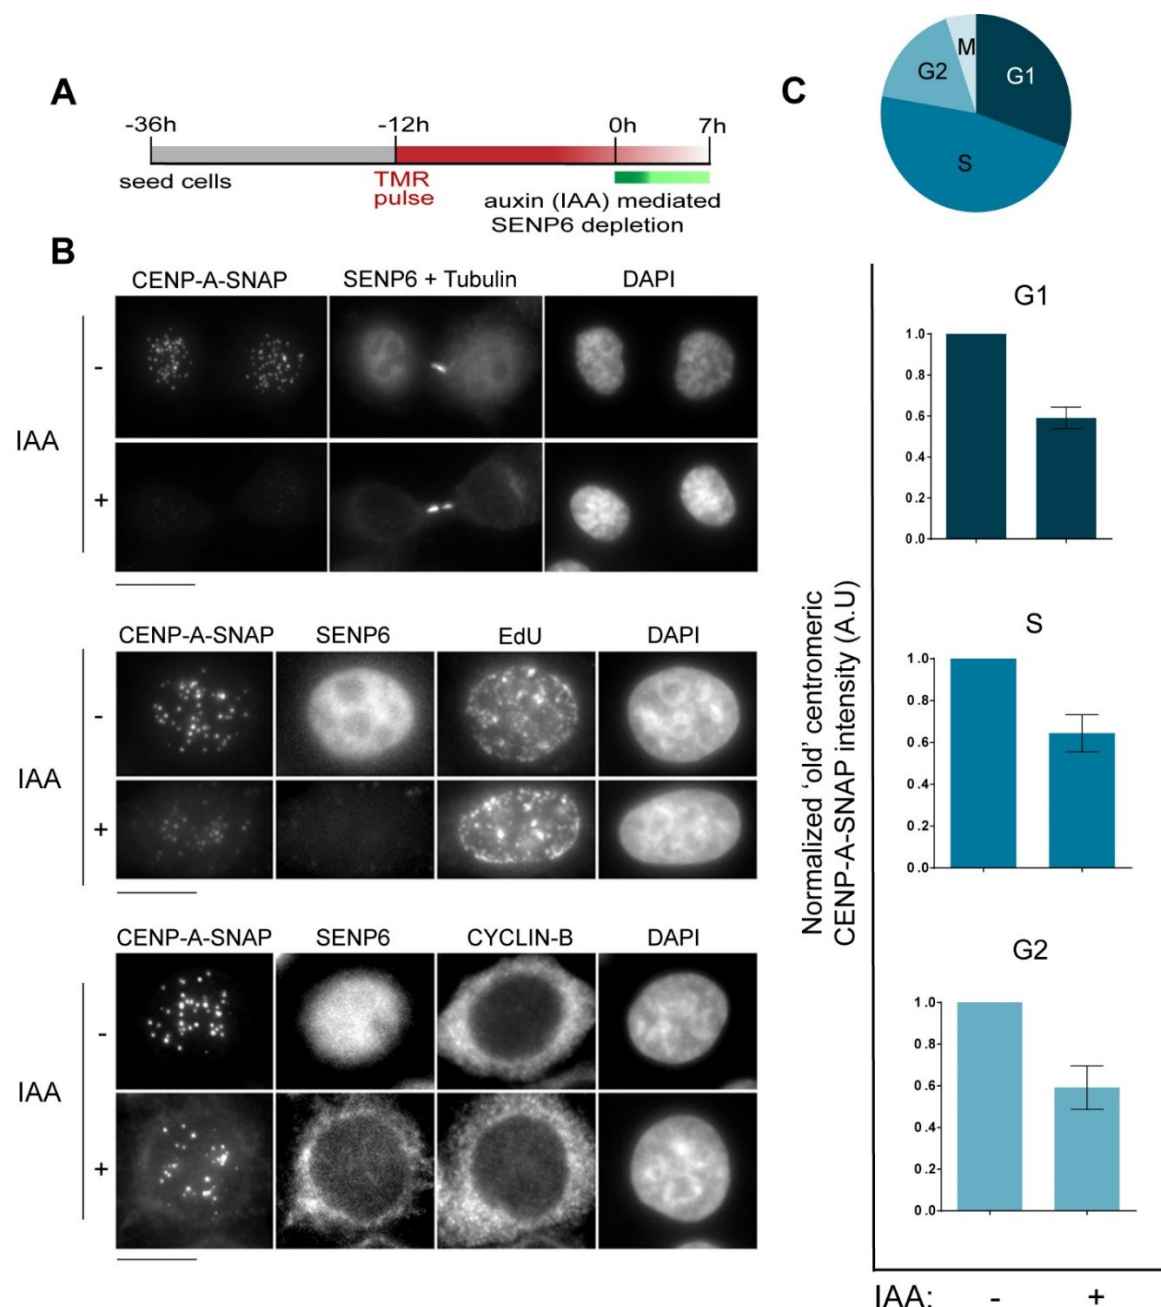 A
-36h
-12h
0h
7h
seed cells
TMR
pulse
auxin (IAA) mediated
SENP6 depletion
B
CENP-A-SNAP
SENP6 + Tubulin
DAPI
IAA
-
+
CENP-A-SNAP
SENP6
EdU
DAPI
IAA
-
+
CENP-A-SNAP
SENP6
CYCLIN-B
DAPI
IAA
-
+
C
M
G2
G1
S
Normalized 'old' centromeric
CENP-A-SNAP intensity (A.U)
G1
1.0
0.8
0.6
0.4
0.2
0.0
S
1.0
0.8
0.6
0.4
0.2
0.0
G2
1.0
0.8
0.6
0.4
0.2
0.0
IAA: - +